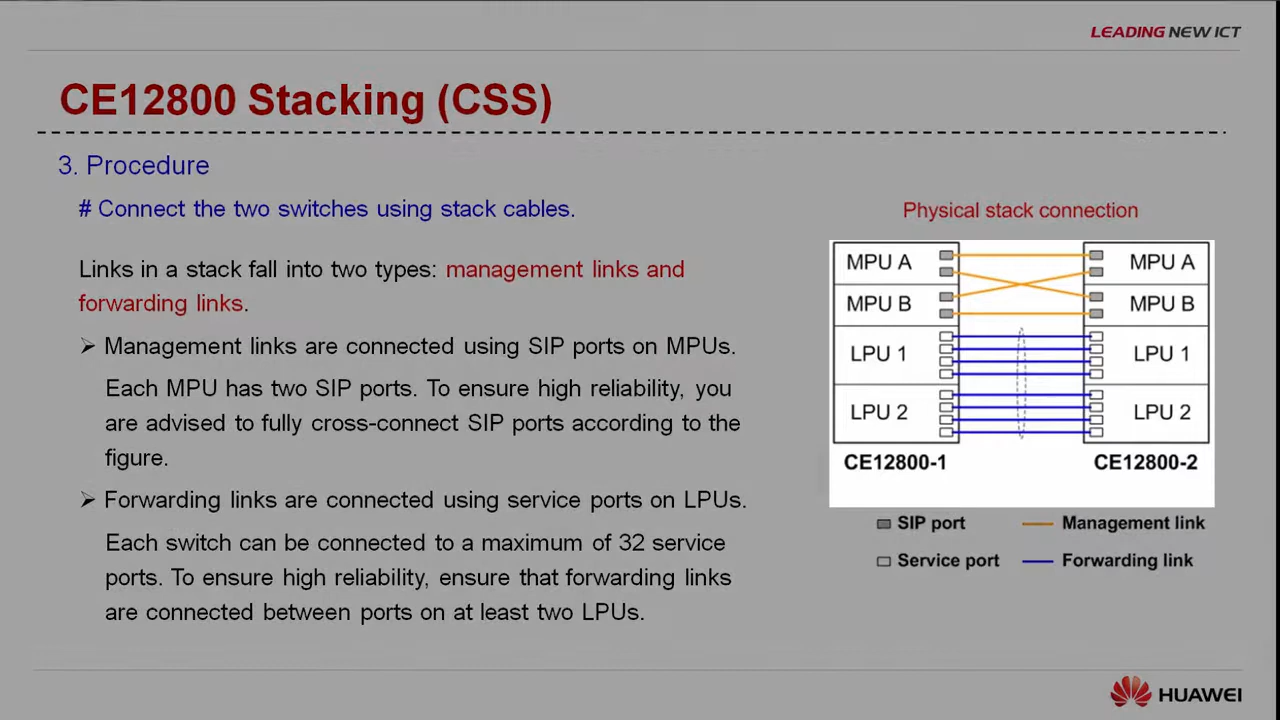 LEADING NEW ICT
CE12800 Stacking (CSS)
3. Procedure
# Connect the two switches using stack cables.
Links in a stack fall into two types: management links and
forwarding links.
➢ Management links are connected using SIP ports on MPUs.
Each MPU has two SIP ports. To ensure high reliability, you
are advised to fully cross-connect SIP ports according to the
figure.
➢ Forwarding links are connected using service ports on LPUs.
Each switch can be connected to a maximum of 32 service
ports. To ensure high reliability, ensure that forwarding links
are connected between ports on at least two LPUs.
Physical stack connection
MPU A MPU A
MPU B MPU B
LPU 1 LPU 1
LPU 2 LPU 2
CE12800-1 CE12800-2
SIP port Management link
Service port Forwarding link
HUAWEI